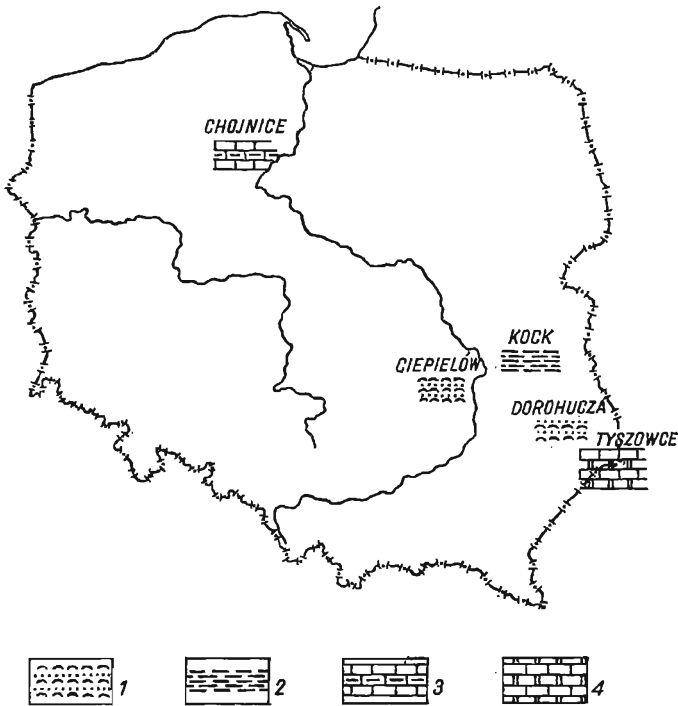 CHOJNICE
KOCK
CIEPIELÓW
DOROHUCZA
TYSZOWCE
1 2 3 4